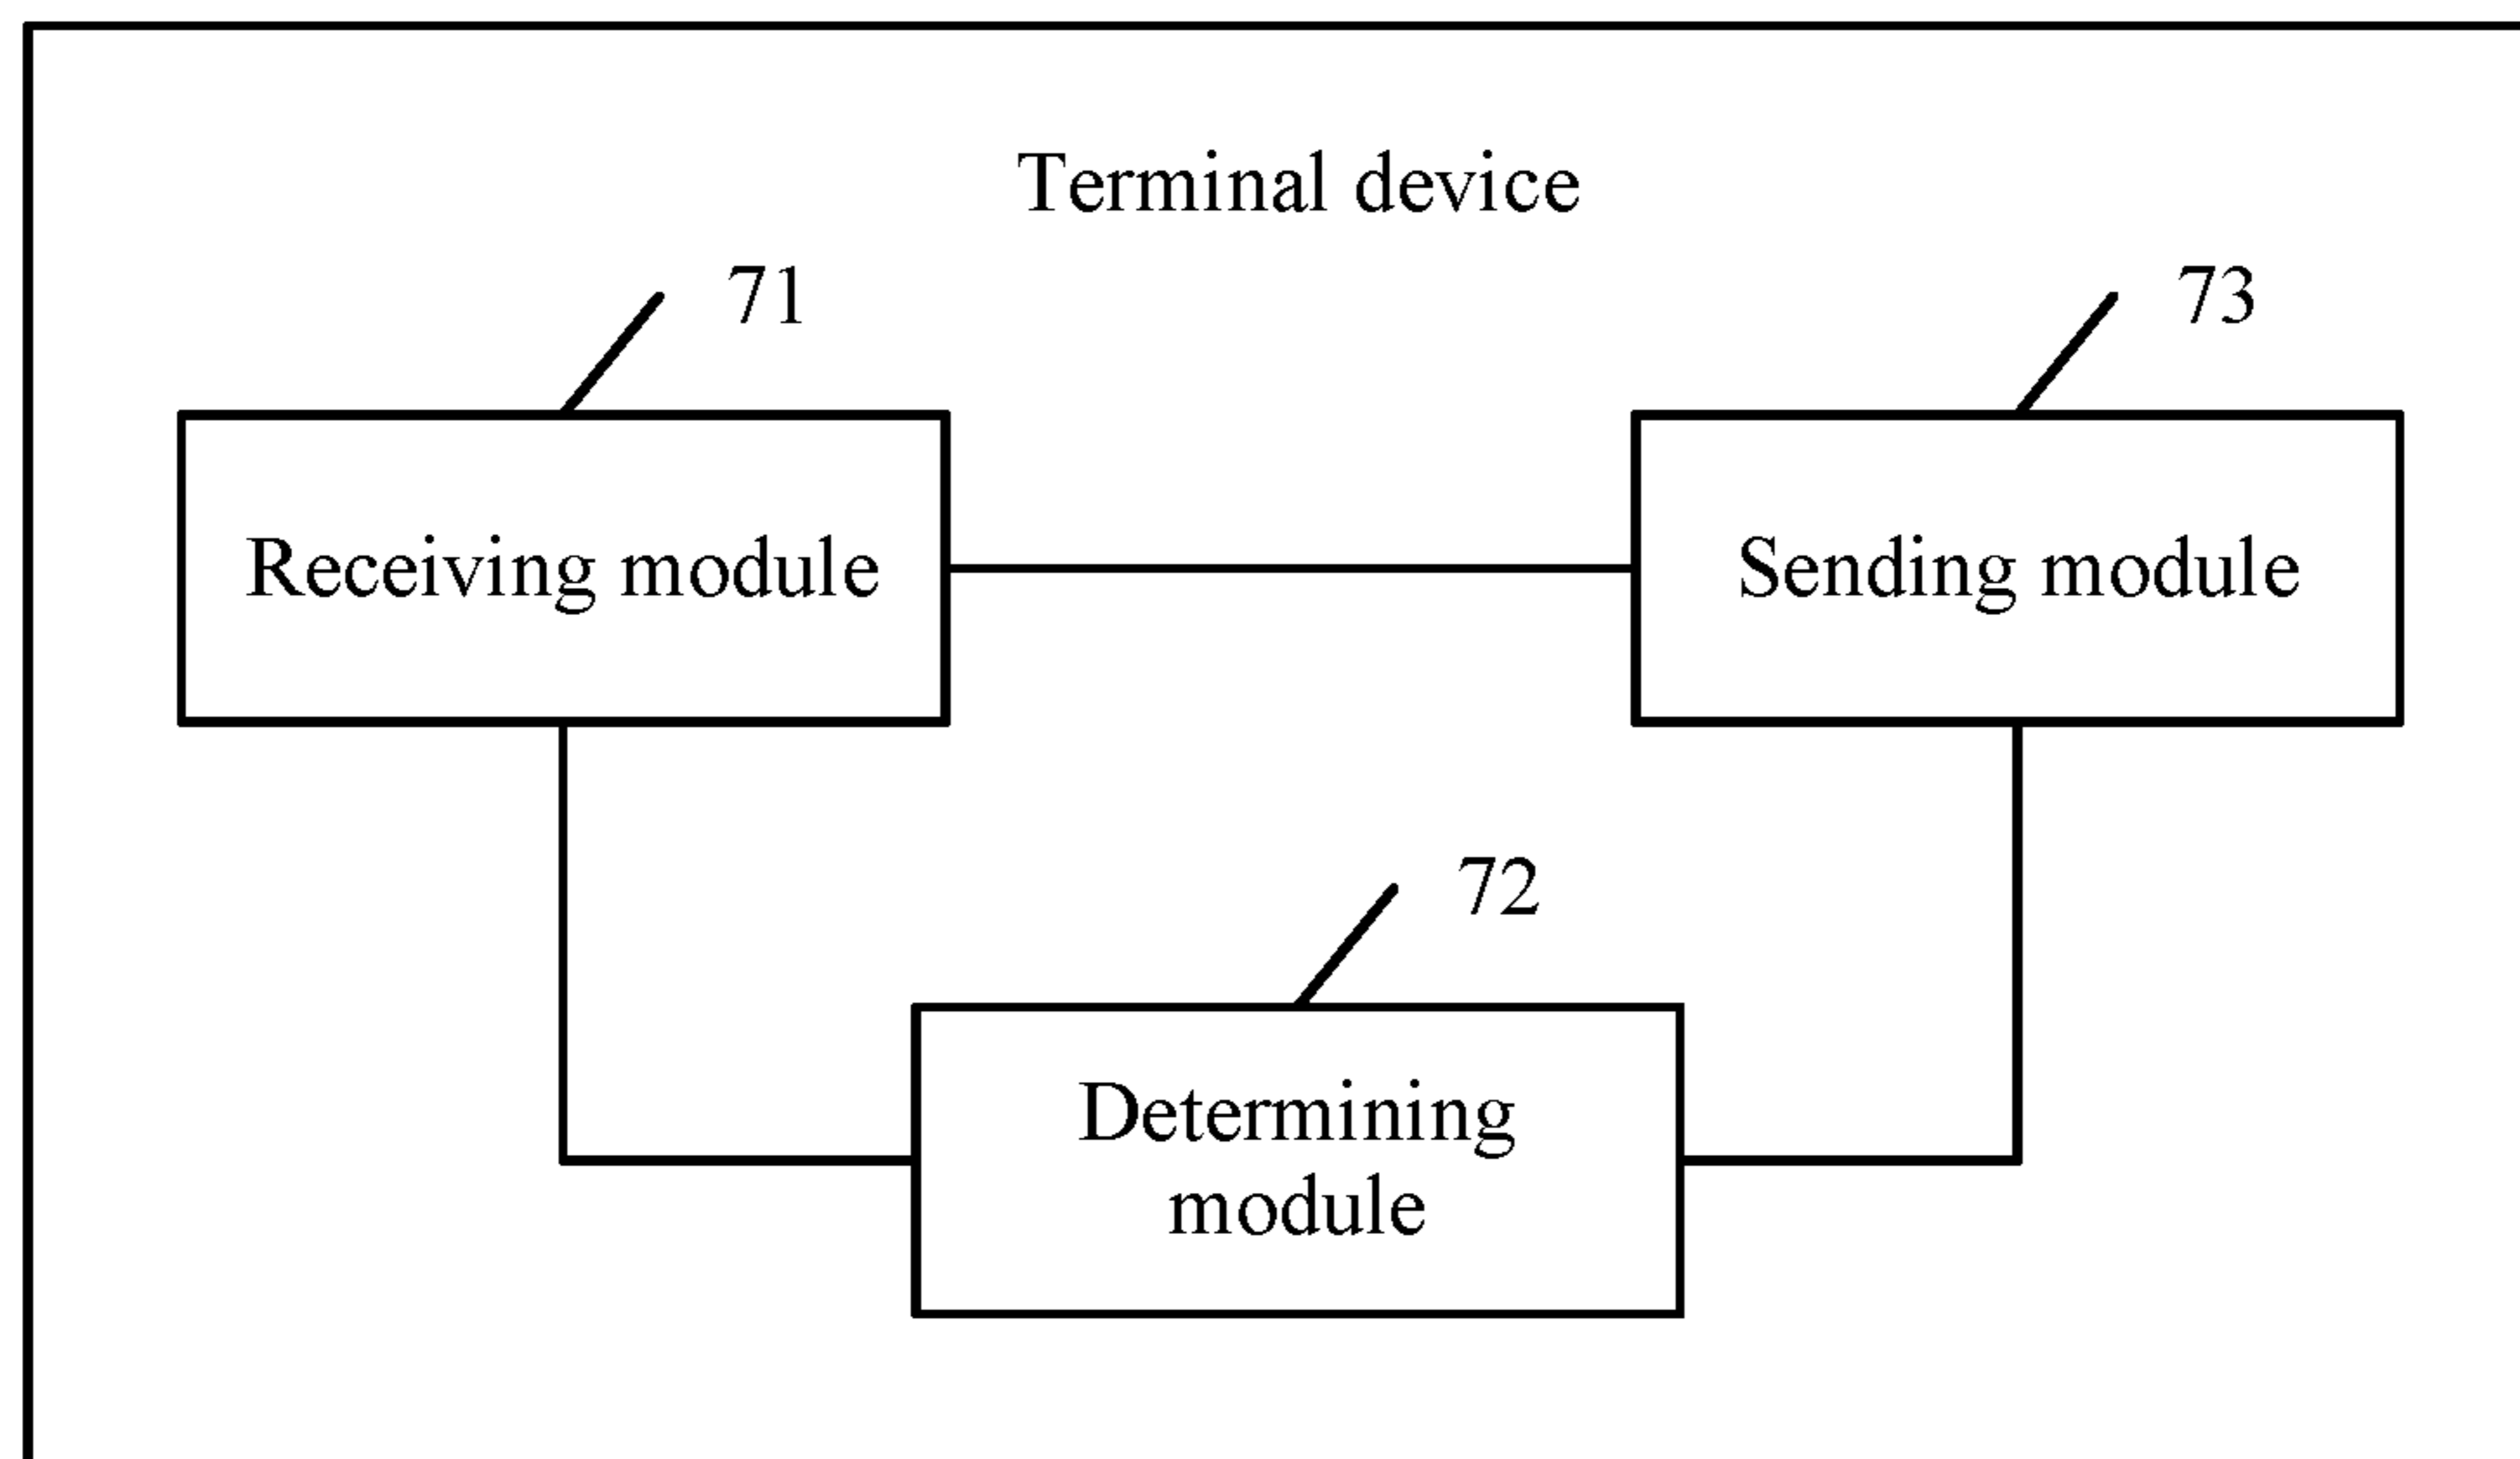 Terminal device
71
73
Receiving module
Sending module
72
Determining
module